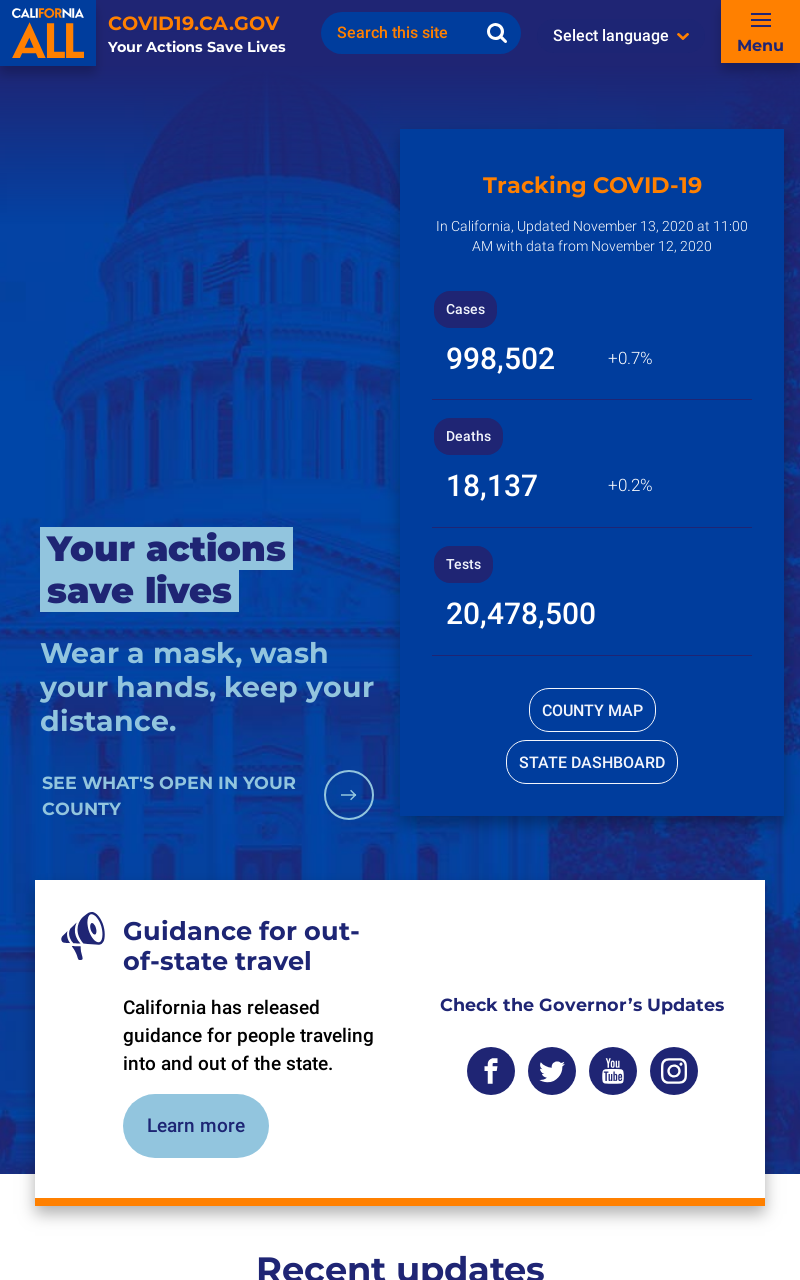 CALIFORNIA
ALL
COVID19.CA.GOV
Your Actions Save Lives
Search this site
Select language
Menu
Tracking COVID-19
In California, Updated November 13, 2020 at 11:00
AM with data from November 12, 2020
Cases
998,502 +0.7%
Deaths
18,137 +0.2%
Tests
20,478,500
COUNTY MAP
STATE DASHBOARD
Your actions
save lives
Wear a mask, wash
your hands, keep your
distance.
SEE WHAT'S OPEN IN YOUR
COUNTY
Guidance for out-
of-state travel
California has released
guidance for people traveling
into and out of the state.
Learn more
Check the Governor’s Updates
You
Tube
Recent updates